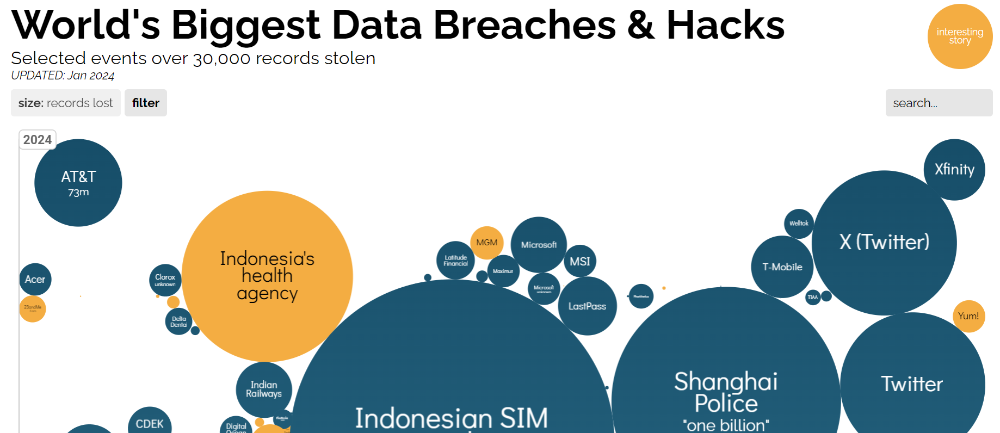 World's Biggest Data Breaches & Hacks
Selected events over 30,000 records stolen
UPDATED: Jan 2024
interesting
story
size: records lost
filter
search...
2024
AT&T
73m
Xfinity
Indonesia's
health
agency
Latitude
Financial
MGM
Maximus
Microsoft
MSI
Microsoft
unknown
LastPass
Welltok
T-Mobile
TIAA
X (Twitter)
Acer
23andMe
Clorox
unknown
Delta
Dental
Yum!
Indian
Railways
CDEK
Digital
Ocean
Indonesian SIM
Shanghai
Police
"one billion"
Twitter